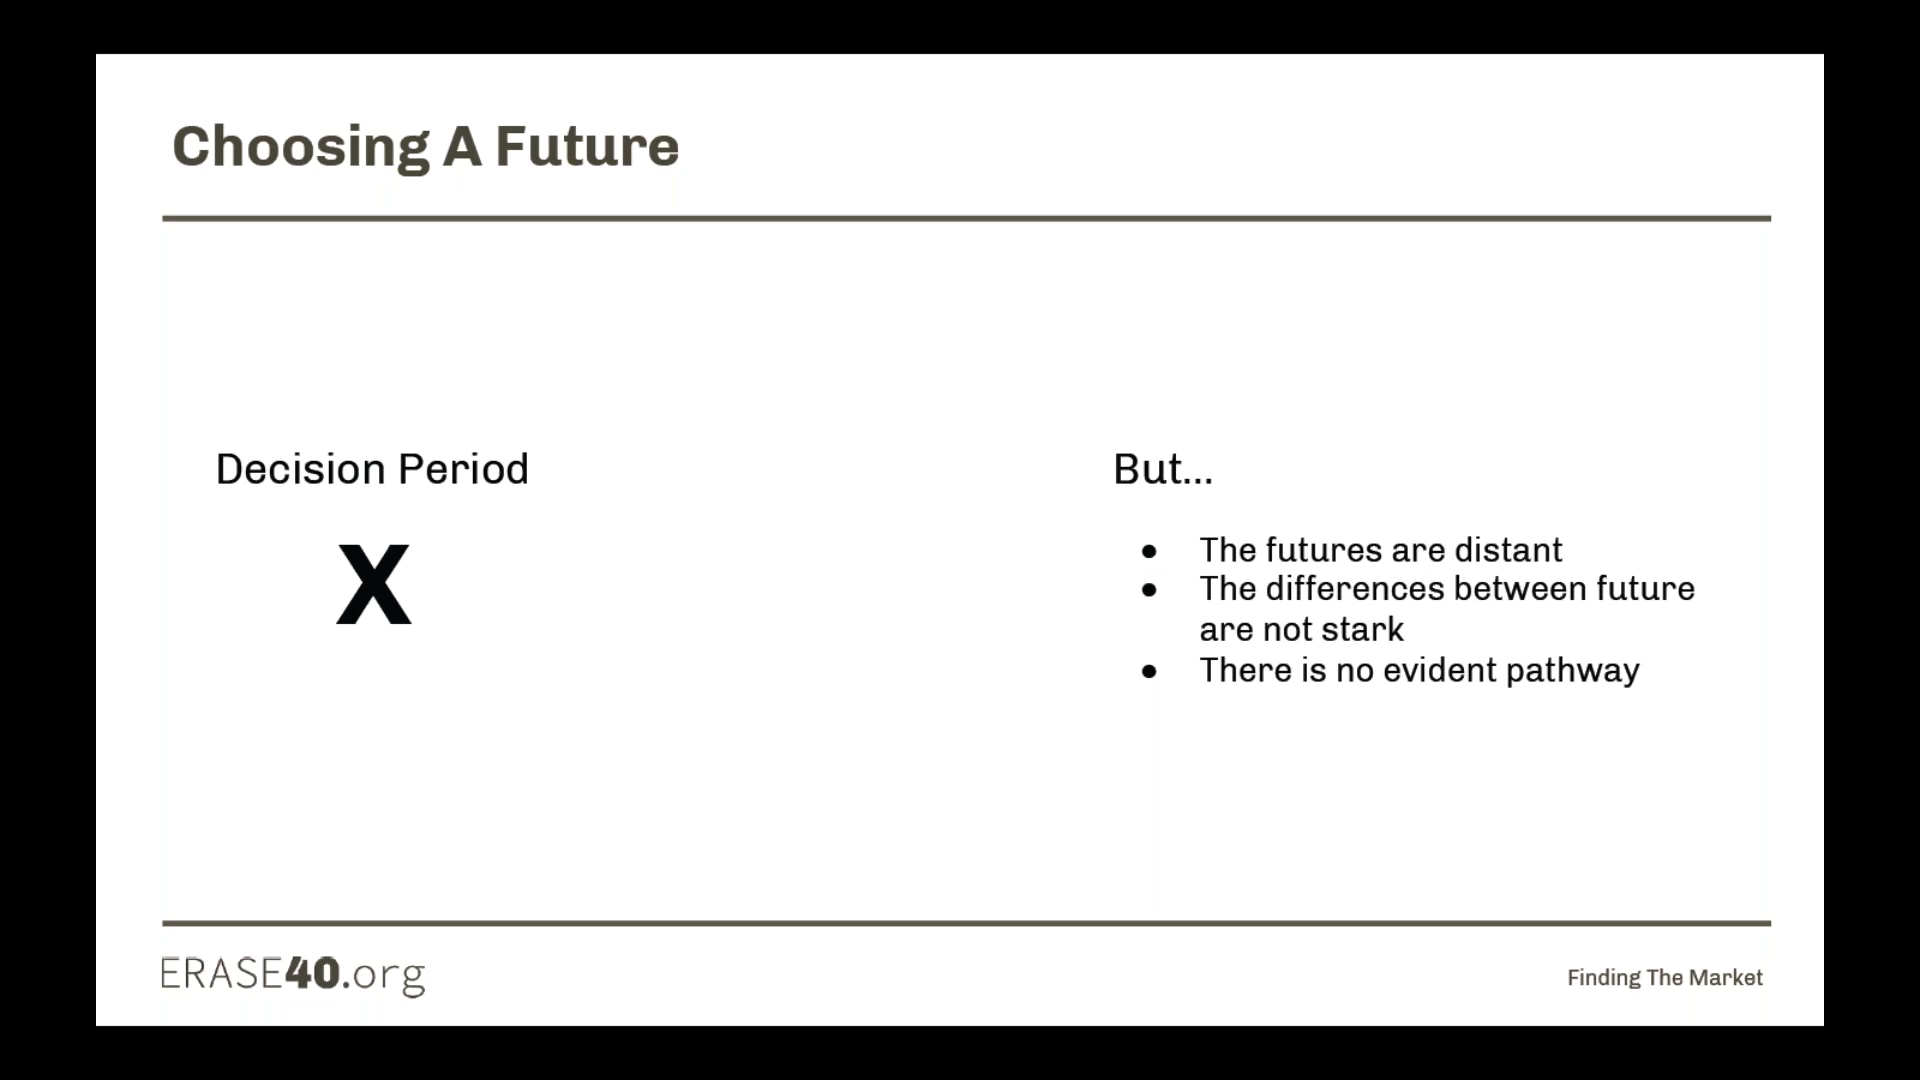 Choosing A Future
Decision Period
X
But...
● The futures are distant
● The differences between future
are not stark
● There is no evident pathway
ERASE40.org
Finding The Market